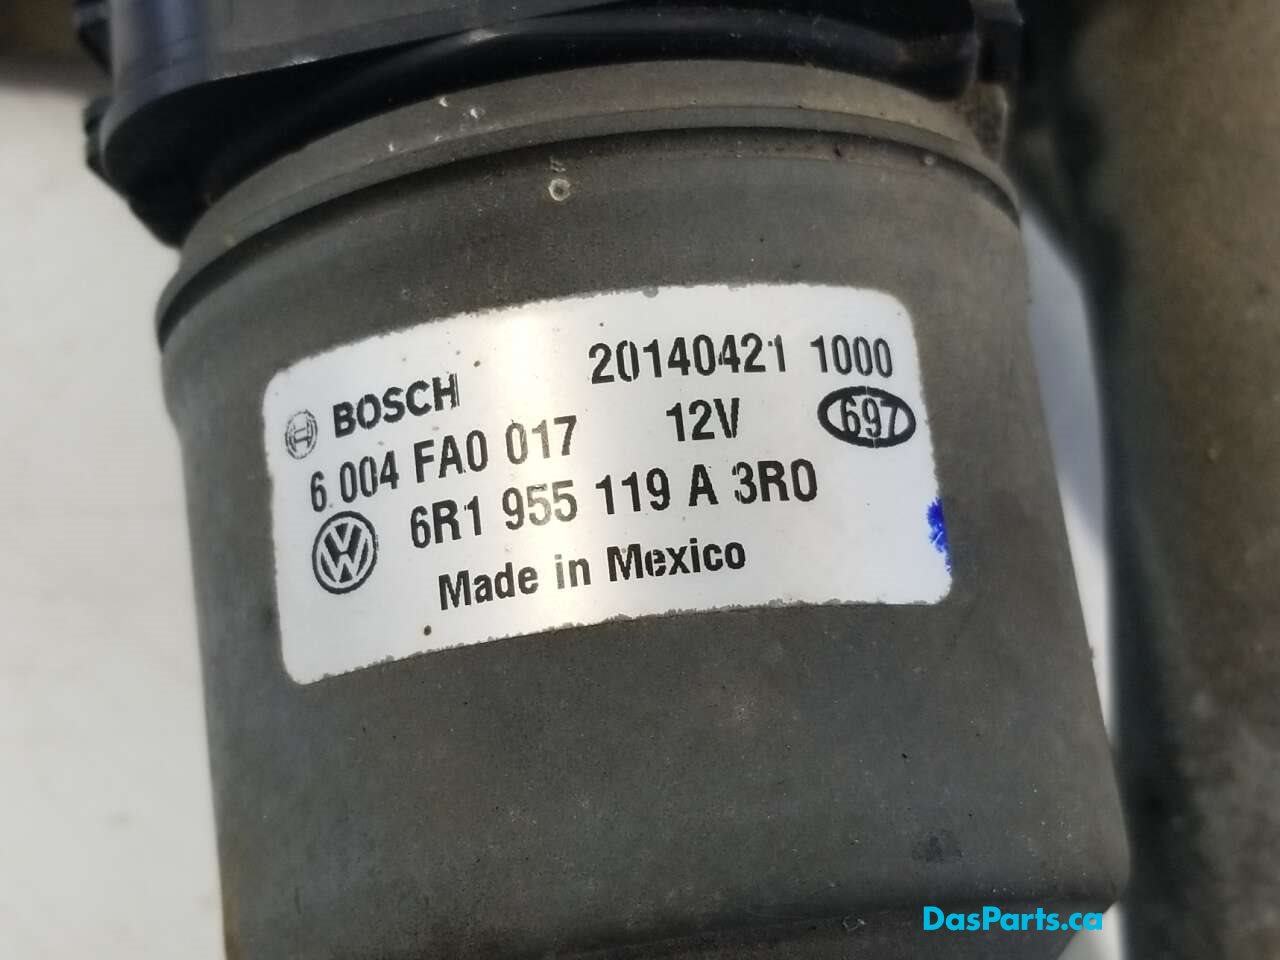 BOSCH 20140421 1000
6 004 FA0 017 12V 697
6R1 955 119 A 3R0
Made in Mexico
DasParts.ca